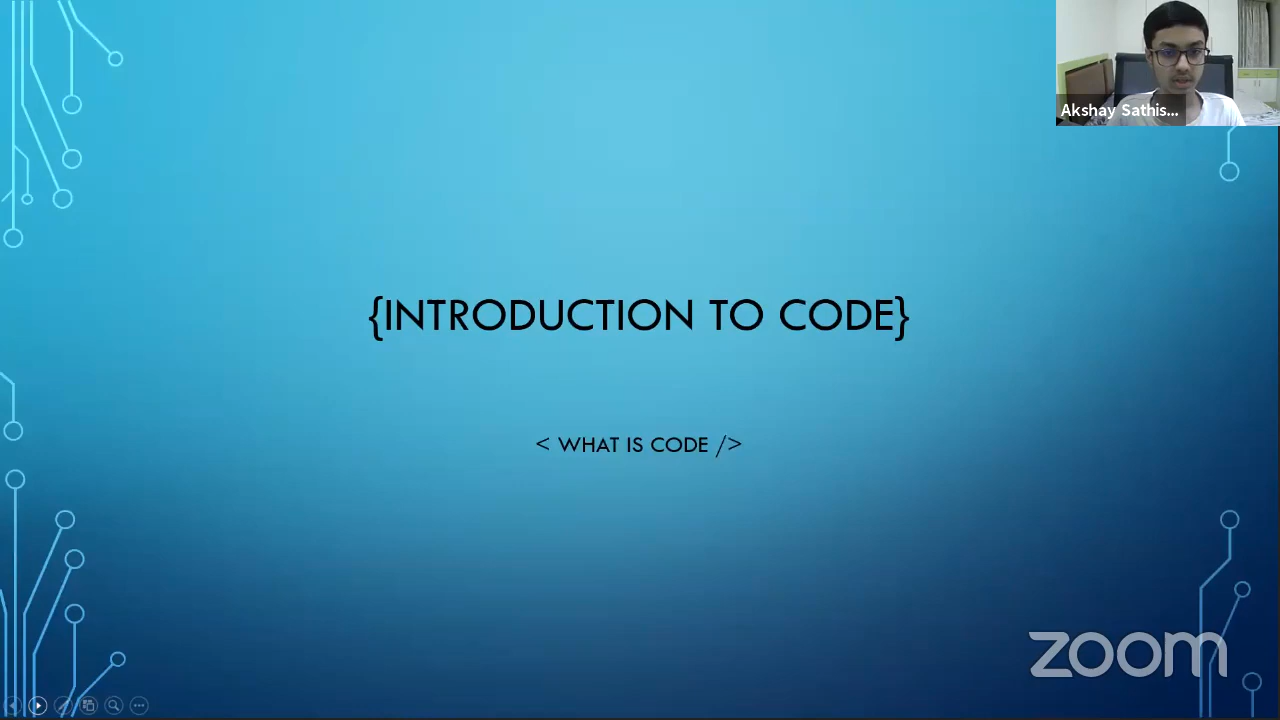 Akshay Sathis...
{INTRODUCTION TO CODE}
< WHAT IS CODE />
zoom